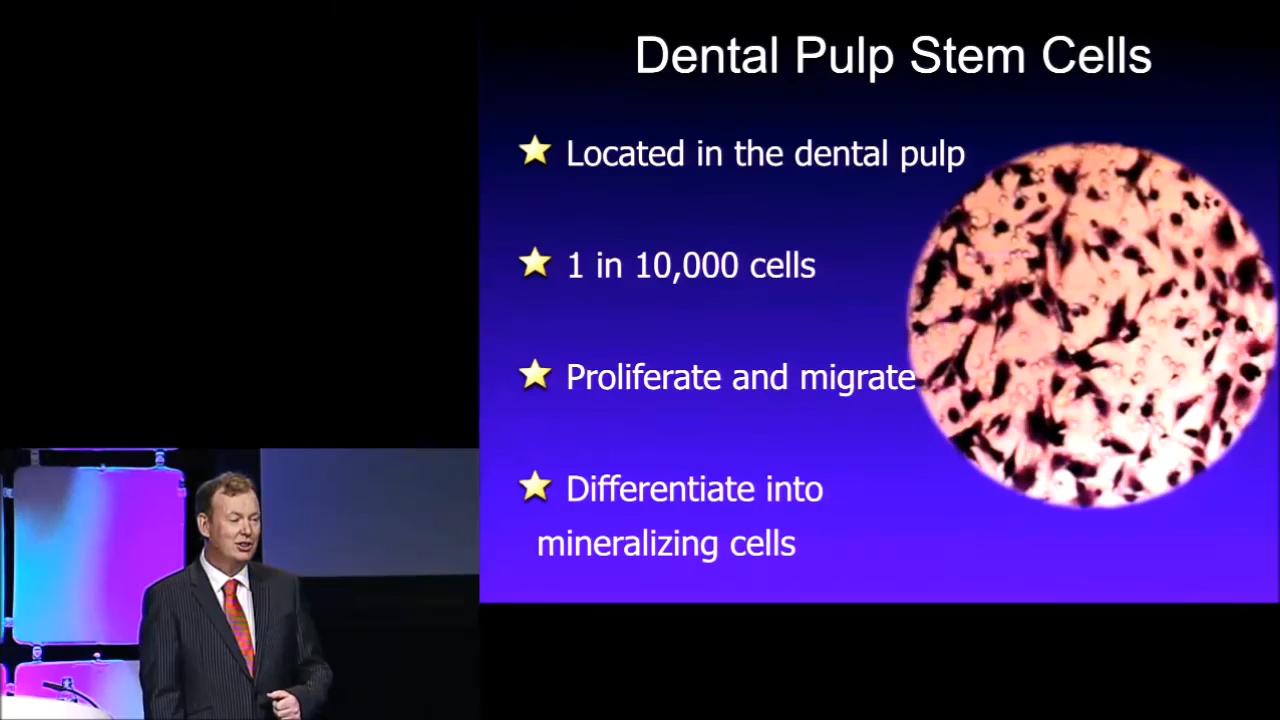 Dental Pulp Stem Cells
Located in the dental pulp
1 in 10,000 cells
Proliferate and migrate
Differentiate into
mineralizing cells